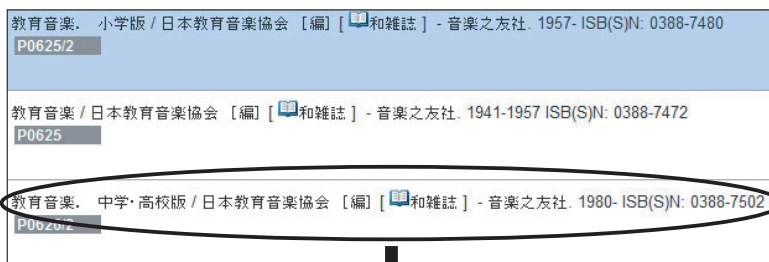 教育音楽. 小学版 / 日本教育音楽協会 [編] [ 和雑誌 ] - 音楽之友社. 1957- ISB(S)N: 0388-7480
P0625/2
教育音楽 / 日本教育音楽協会 [編] [ 和雑誌 ] - 音楽之友社. 1941-1957 ISB(S)N: 0388-7472
P0625
教育音楽. 中学・高校版 / 日本教育音楽協会 [編] [ 和雑誌 ] - 音楽之友社. 1980- ISB(S)N: 0388-7502
P0626/2